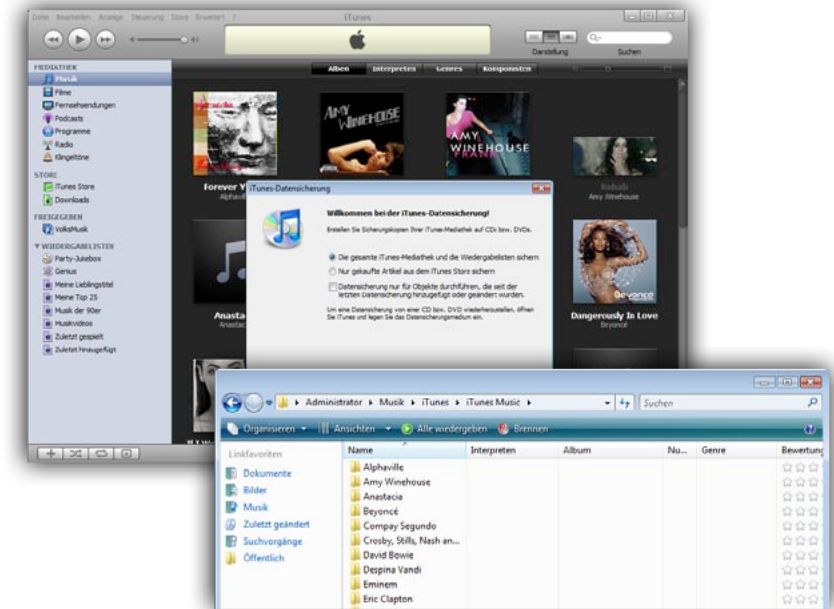 Datei Bearbeiten Anzeige Steuerung Store Erweitert ?
iTunes
Darstellung
Suchen
MEDIATHEK
Musik
Filme
Fernsehsendungen
Podcasts
Programme
Radio
Klingeltöne
STORE
iTunes Store
Downloads
FREIGEGEBEN
VolksMusik
WIEDERGABELISTEN
Party-Jukebox
Genius
Meine Lieblingstitel
Meine Top 25
Musik der 90er
Musikvideos
Zuletzt gespielt
Zuletzt hinzugefügt
Alben Interpreten Genres Komponisten
AMY WINEHOUSE
AMY
WINEHOUSE
FRANK
Forever Y
Alphaville
Rehab
Amy Winehouse
Anastac
Anastac
Beyoncé
Dangerously In Love
Beyoncé
iTunes-Datensicherung
Willkommen bei der iTunes-Datensicherung!
Erstellen Sie Sicherungskopien Ihrer iTunes-Mediathek auf CDs bzw. DVDs.
Die gesamte iTunes-Mediathek und die Wiedergabelisten sichern
Nur gekaufte Artikel aus dem iTunes Store sichern
Datensicherung nur für Objekte durchführen, die seit der
letzten Datensicherung hinzugefügt oder geändert wurden.
Um eine Datensicherung von einer CD bzw. DVD wiederherzustellen, öffnen
Sie iTunes und legen Sie das Datensicherungsmedium ein.
Administrator Musik iTunes iTunes Music
Suchen
Organisieren Ansichten Alle wiedergeben Brennen
Linkfavoriten
Dokumente
Bilder
Musik
Zuletzt geändert
Suchvorgänge
Öffentlich
Name Interpreten Album Nu... Genre Bewertung
Alphaville
Amy Winehouse
Anastacia
Beyoncé
Compay Segundo
Crosby, Stills, Nash an...
David Bowie
Despina Vandi
Eminem
Eric Clapton